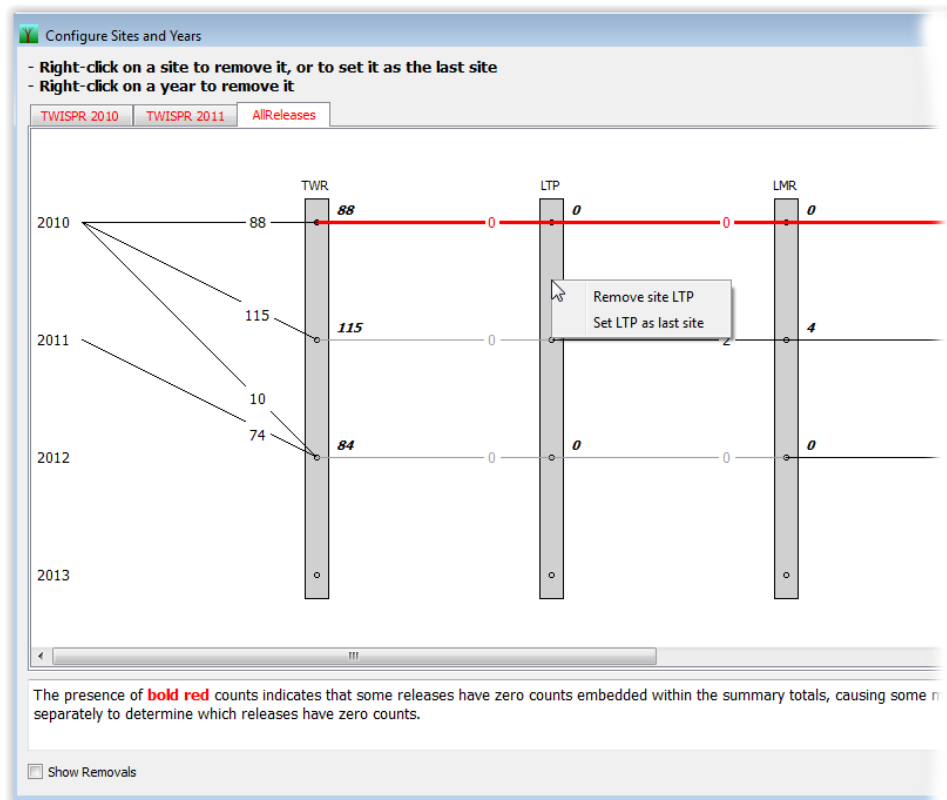 Configure Sites and Years
- Right-click on a site to remove it, or to set it as the last site
- Right-click on a year to remove it
TWISPR 2010 TWISPR 2011 AllReleases
TWR LTP LMR
2010 88 88 0 0 0 0
Remove site LTP
115
Set LTP as last site
2011 115 0 2 4
10
74
2012 84 0 0 0 0
2013
The presence of bold red counts indicates that some releases have zero counts embedded within the summary totals, causing some
separately to determine which releases have zero counts.
Show Removals